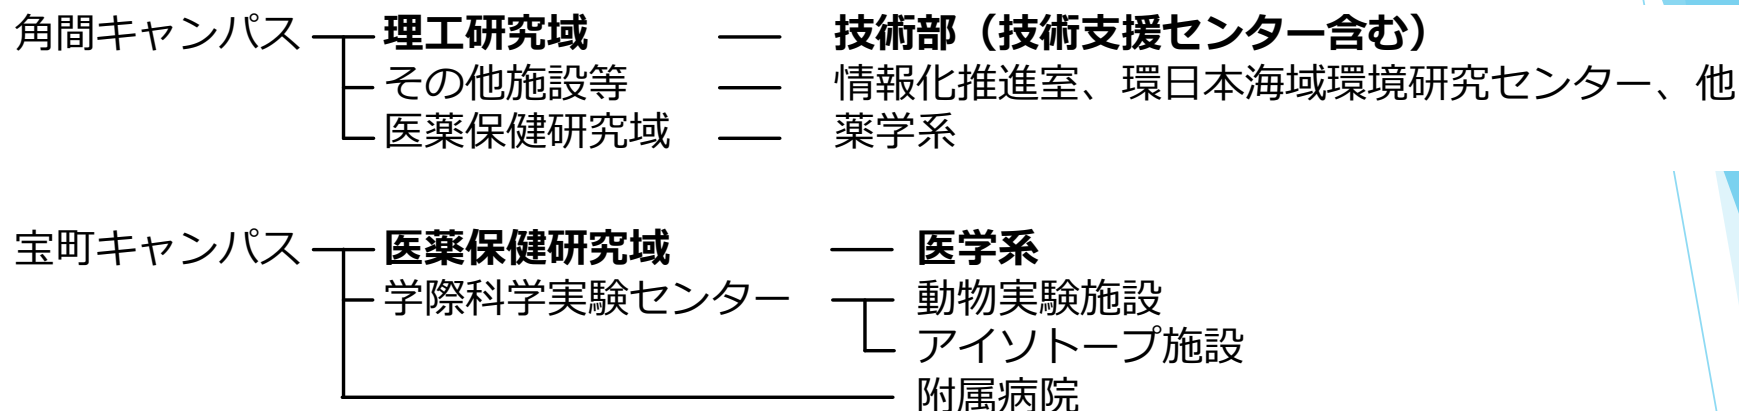 角間キャンパス 理工研究域 技術部（技術支援センター含む）
その他施設等 情報化推進室、環日本海域環境研究センター、他
医薬保健研究域 薬学系
宝町キャンパス 医薬保健研究域 医学系
学際科学実験センター 動物実験施設
アイソトープ施設
附属病院